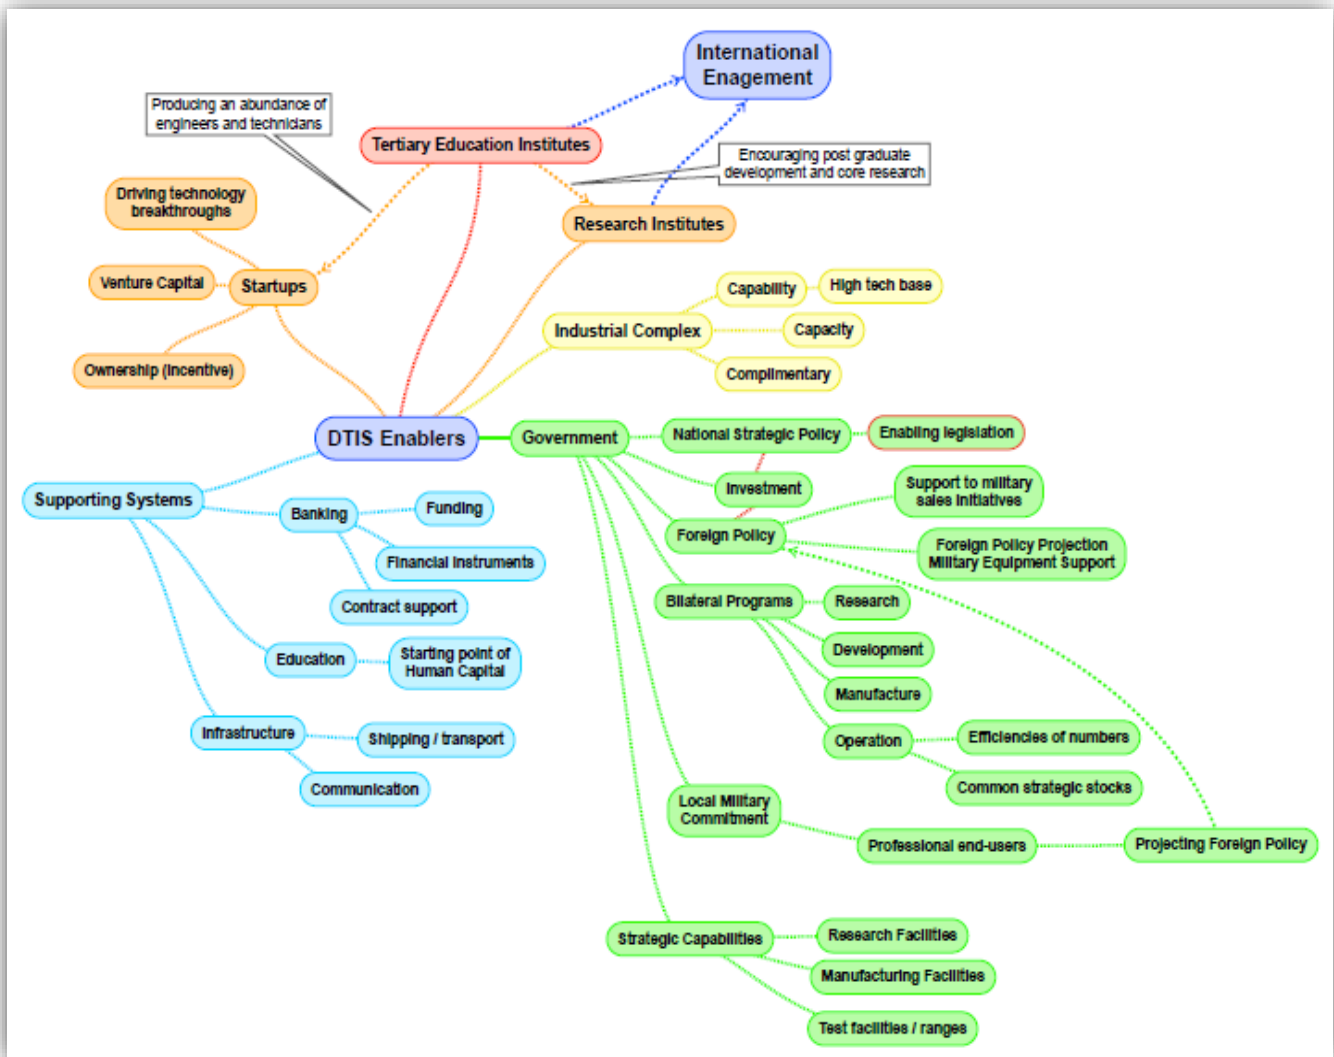 International
Enagement
Producing an abundance of
engineers and technicians
Tertiary Education Institutes
Encouraging post graduate
development and core research
Driving technology
breakthroughs
Research Institutes
Venture Capital
Startups
Capability
High tech base
Industrial Complex
Capacity
Ownership (Incentive)
Complimentary
DTIS Enablers
Government
National Strategic Policy
Enabling legislation
Supporting Systems
Banking
Funding
Investment
Support to military
sales initiatives
Foreign Policy
Financial Instruments
Foreign Policy Projection
Military Equipment Support
Contract support
Bilateral Programs
Research
Education
Starting point of
Human Capital
Development
Manufacture
Infrastructure
Shipping / transport
Operation
Efficiencies of numbers
Communication
Common strategic stocks
Local Military
Commitment
Professional end-users
Projecting Foreign Policy
Strategic Capabilities
Research Facilities
Manufacturing Facilities
Test facilities / ranges